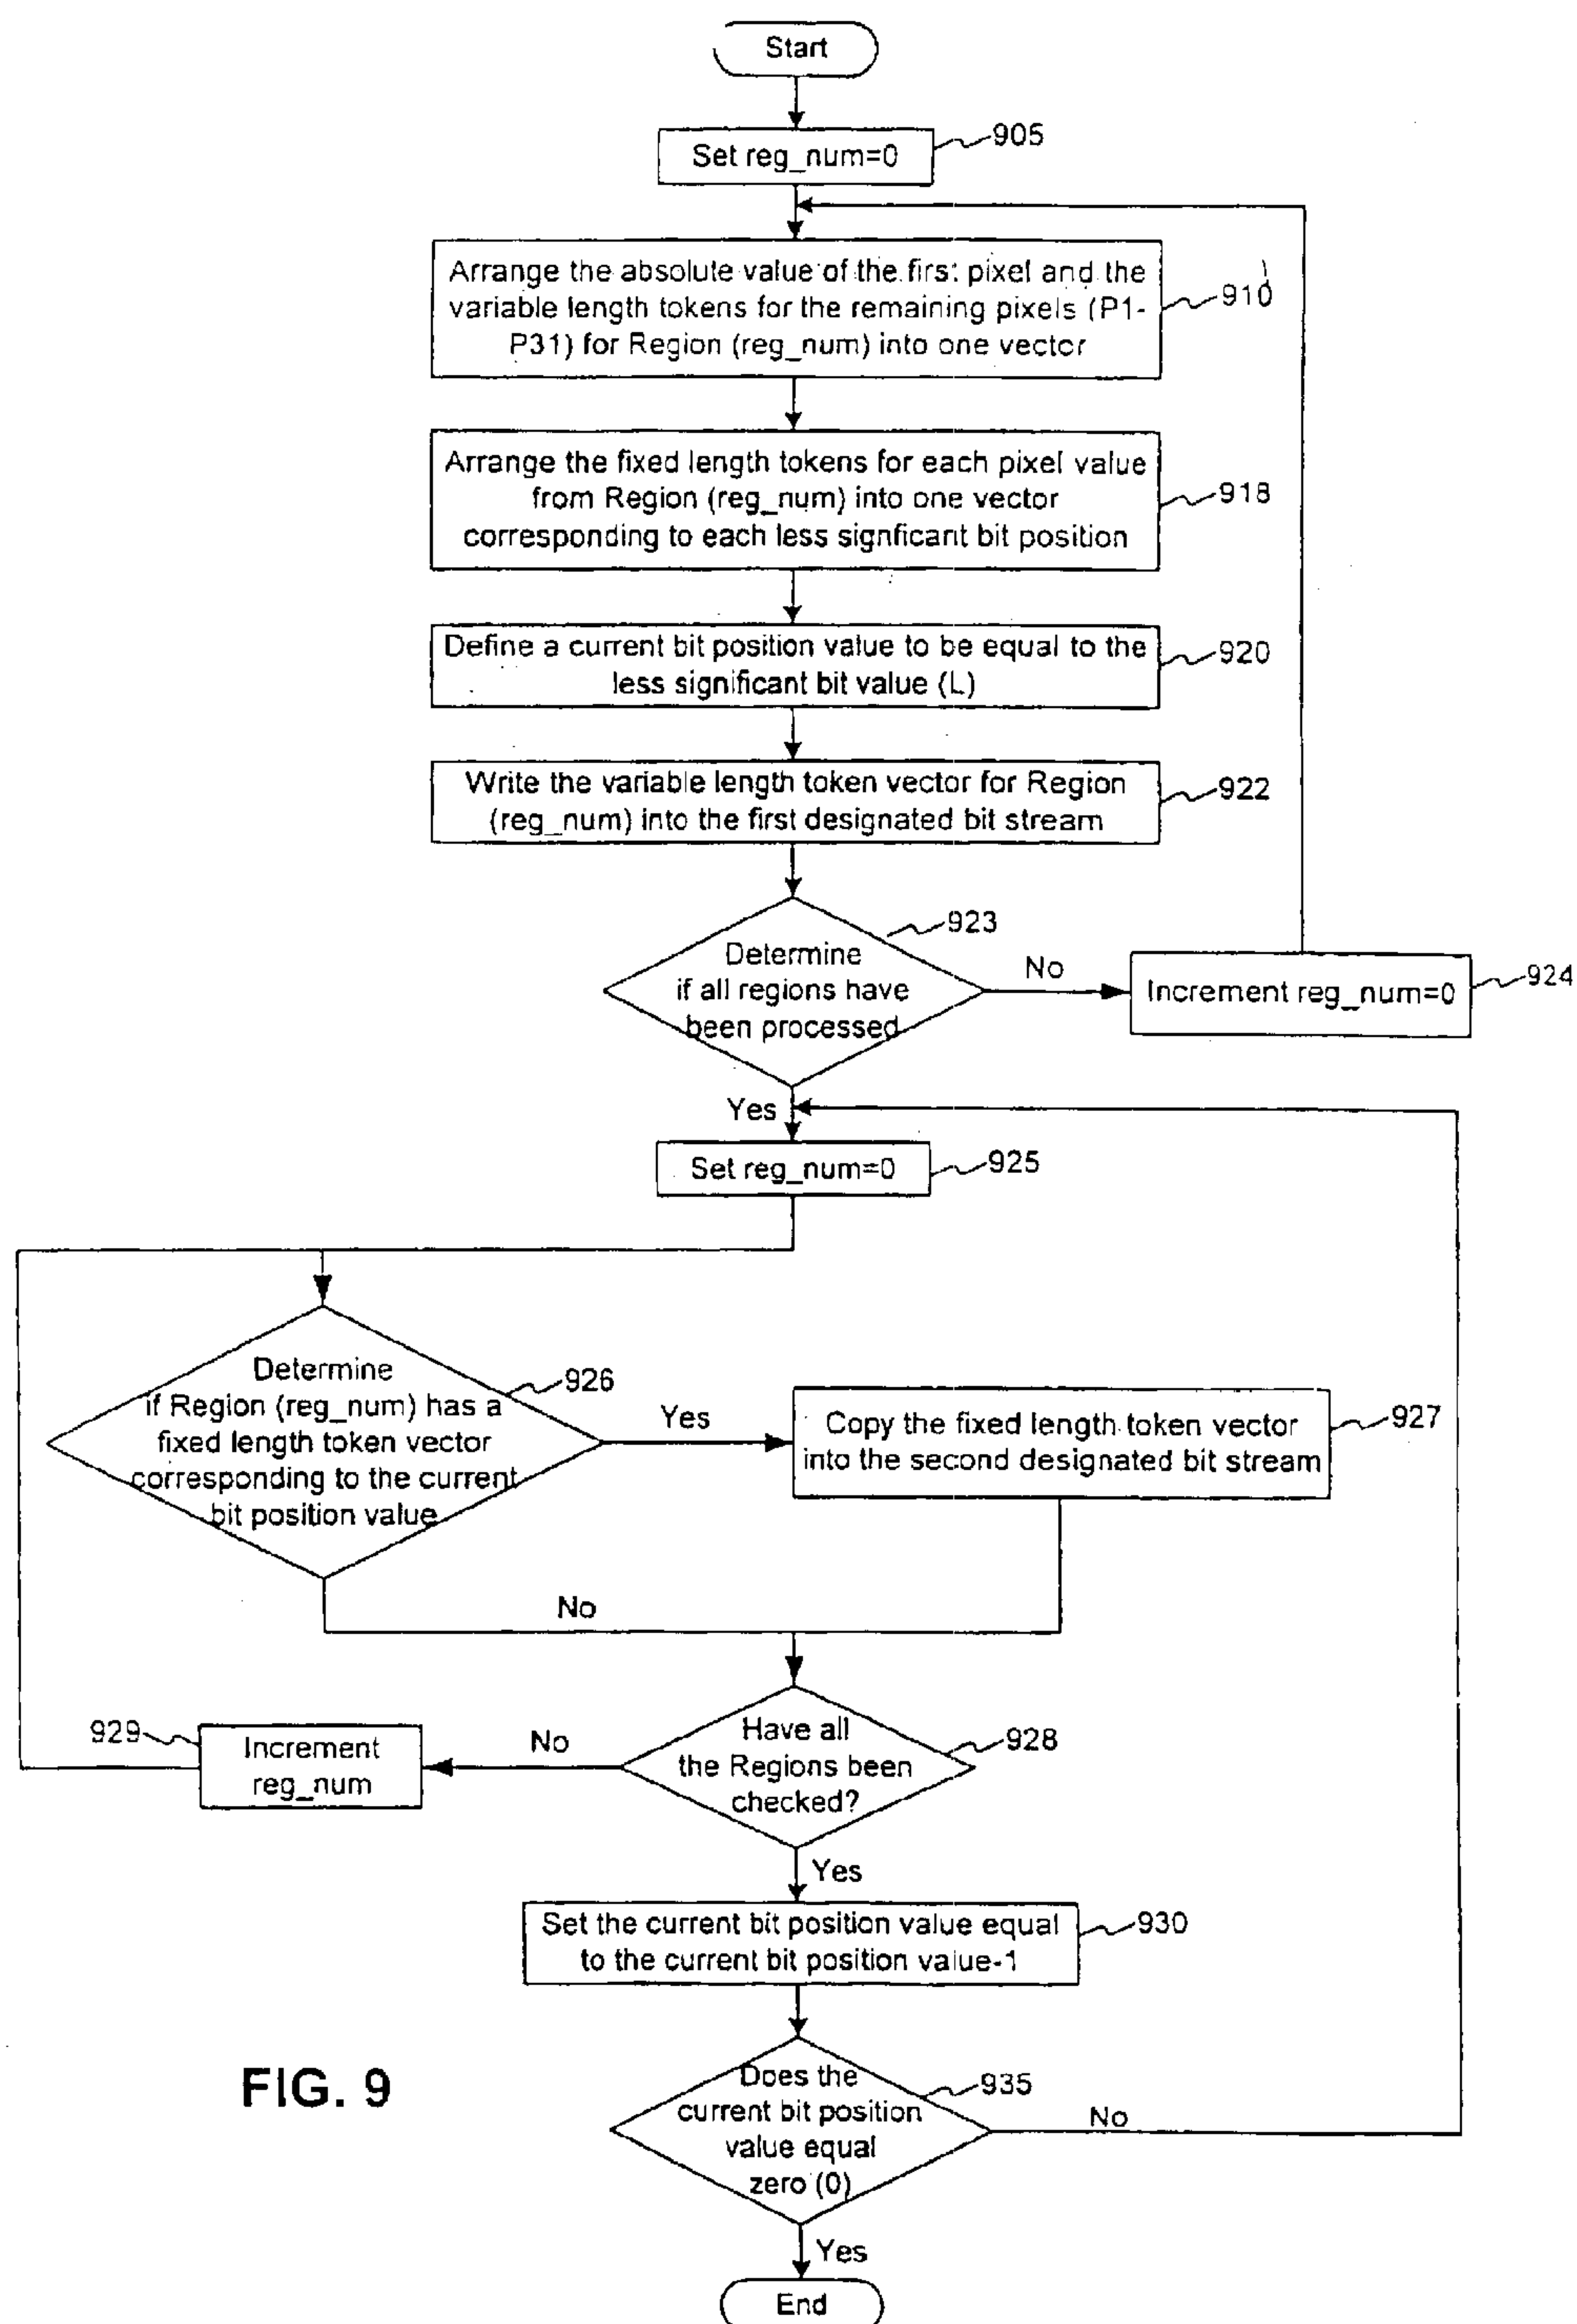 Start
Set reg_num=0
905
Arrange the absolute value of the first pixel and the
variable length tokens for the remaining pixels (P1-
P31) for Region (reg_num) into one vector
910
Arrange the fixed length tokens for each pixel value
from Region (reg_num) into one vector
corresponding to each less signficant bit position
918
Define a current bit position value to be equal to the
less significant bit value (L)
920
Write the variable length token vector for Region
(reg_num) into the first designated bit stream
922
923
Determine
if all regions have
been processed
No
Increment reg_num=0
924
Yes
Set reg_num=0
925
Determine
if Region (reg_num) has a
fixed length token vector
corresponding to the current
bit position value
926
Yes
Copy the fixed length token vector
into the second designated bit stream
927
No
929
Increment
reg_num
No
Have all
the Regions been
checked?
928
Yes
Set the current bit position value equal
to the current bit position value-1
930
FIG. 9
Does the
current bit position
value equal
zero (0)
935
No
Yes
End